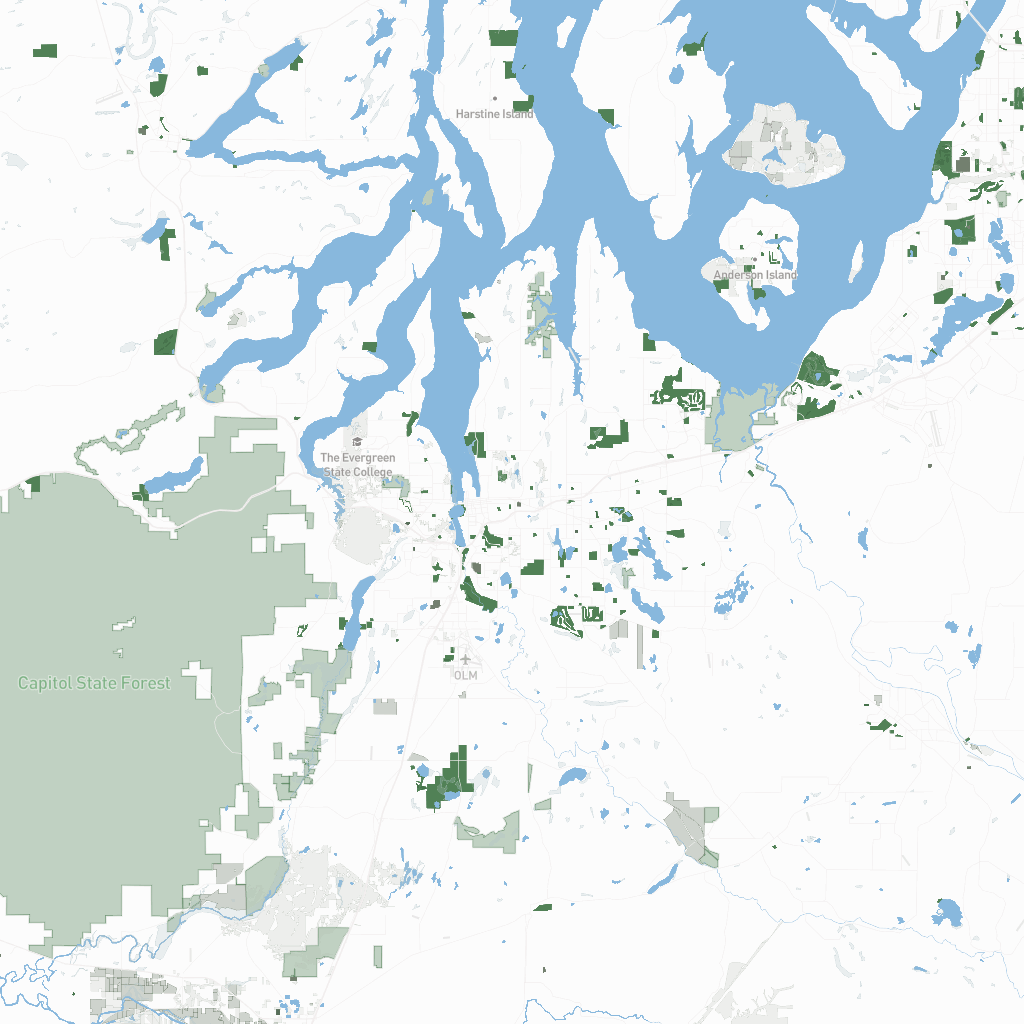 Harstine Island
Anderson Island
The Evergreen
State College
OLM
Capitol State Forest